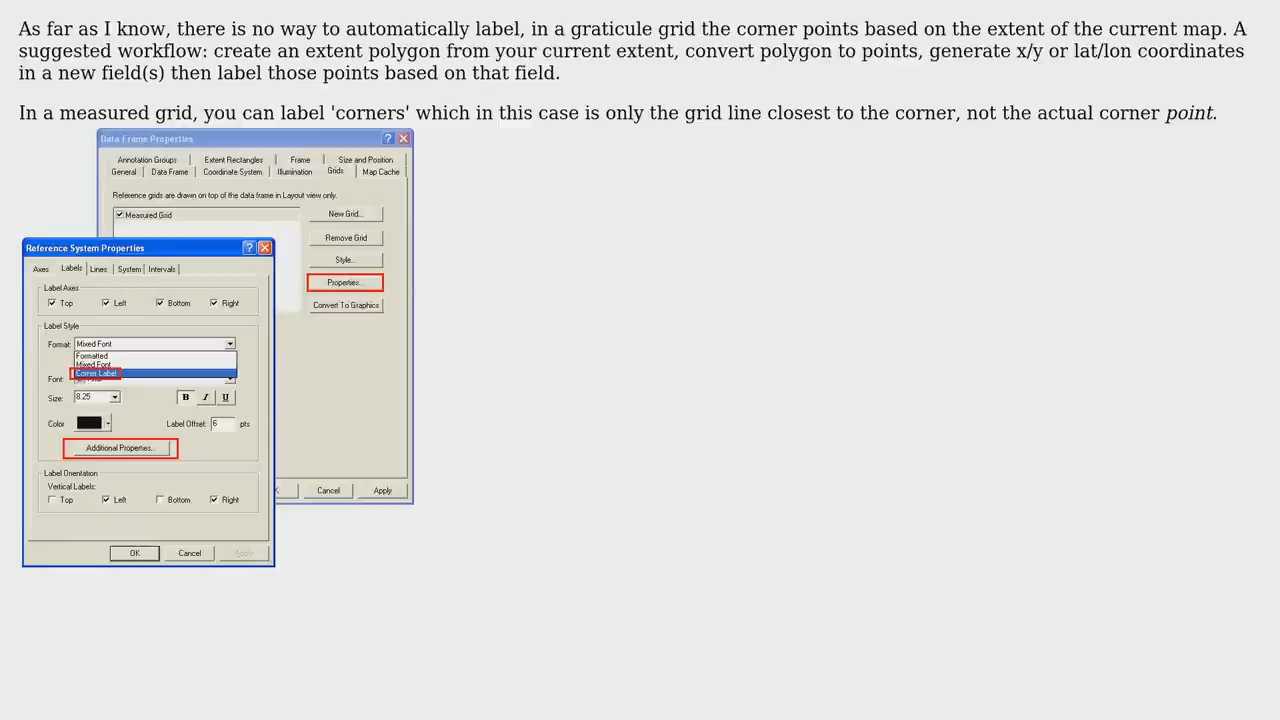 As far as I know, there is no way to automatically label, in a graticule grid the corner points based on the extent of the current map. A
suggested workflow: create an extent polygon from your current extent, convert polygon to points, generate x/y or lat/lon coordinates
in a new field(s) then label those points based on that field.
In a measured grid, you can label 'corners' which in this case is only the grid line closest to the corner, not the actual corner point.
Data Frame Properties
Annotation Groups Extent Rectangles Frame Size and Position
General Data Frame Coordinate System Illumination Grids Map Cache
Reference grids are drawn on top of the data frame in Layout view only.
Measured Grid
New Grid...
Remove Grid
Style...
Properties...
Convert To Graphics
Cancel Apply
Reference System Properties
Axes Labels Lines System Intervals
Label Axes
Top Left Bottom Right
Label Style
Format: Mixed Font
Formatted
Mixed Font
Corner Label
Font:
Size: 8.25 B I U
Color Label Offset: 6 pts
Additional Properties...
Label Orientation
Vertical Labels:
Top Left Bottom Right
OK Cancel Apply